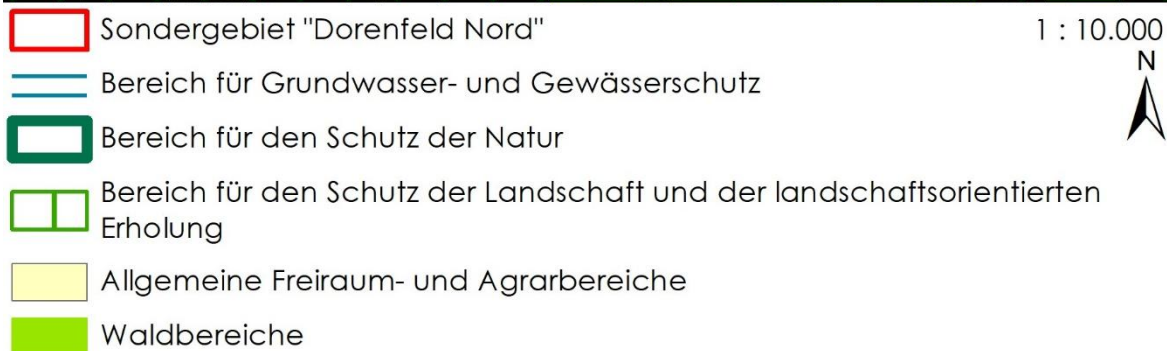 Sondergebiet "Dorenfeld Nord"
1 : 10.000
N
Bereich für Grundwasser- und Gewässerschutz
Bereich für den Schutz der Natur
Bereich für den Schutz der Landschaft und der landschaftsorientierten
Erholung
Allgemeine Freiraum- und Agrarbereiche
Waldbereiche